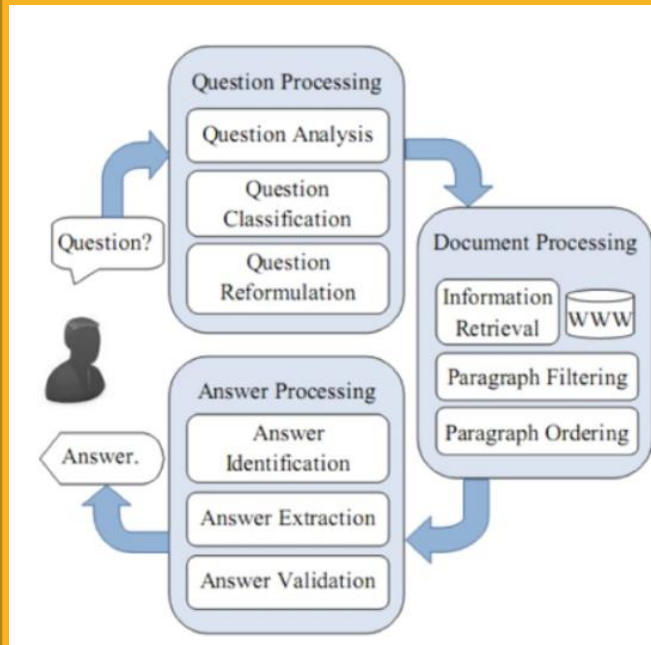 Question Processing
Question Analysis
Question
Classification
Question
Reformulation
Question?
Document Processing
Information
Retrieval
WWW
Paragraph Filtering
Paragraph Ordering
Answer Processing
Answer
Identification
Answer Extraction
Answer Validation
Answer.